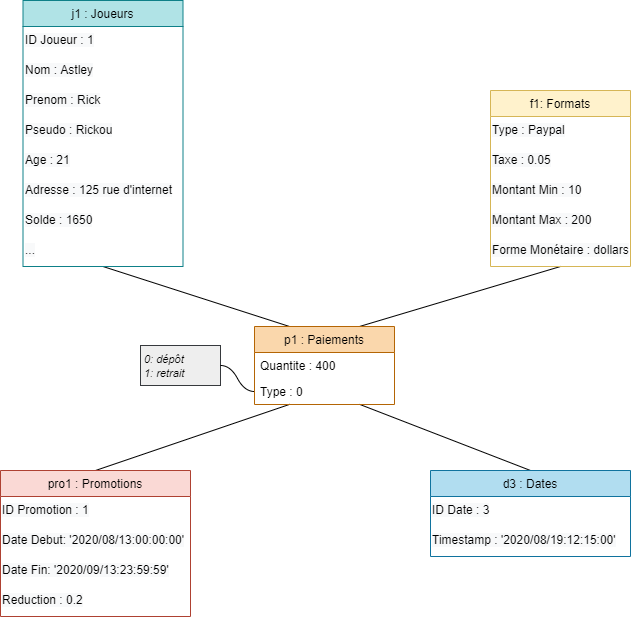 j1 : Joueurs
ID Joueur : 1
Nom : Astley
Prenom : Rick
Pseudo : Rickou
Age : 21
Adresse : 125 rue d'internet
Solde : 1650
...
f1: Formats
Type : Paypal
Taxe : 0.05
Montant Min : 10
Montant Max : 200
Forme Monétaire : dollars
p1 : Paiements
Quantite : 400
Type : 0
0: dépôt
1: retrait
pro1 : Promotions
ID Promotion : 1
Date Debut: '2020/08/13:00:00:00'
Date Fin: '2020/09/13:23:59:59'
Reduction : 0.2
d3 : Dates
ID Date : 3
Timestamp : '2020/08/19:12:15:00'